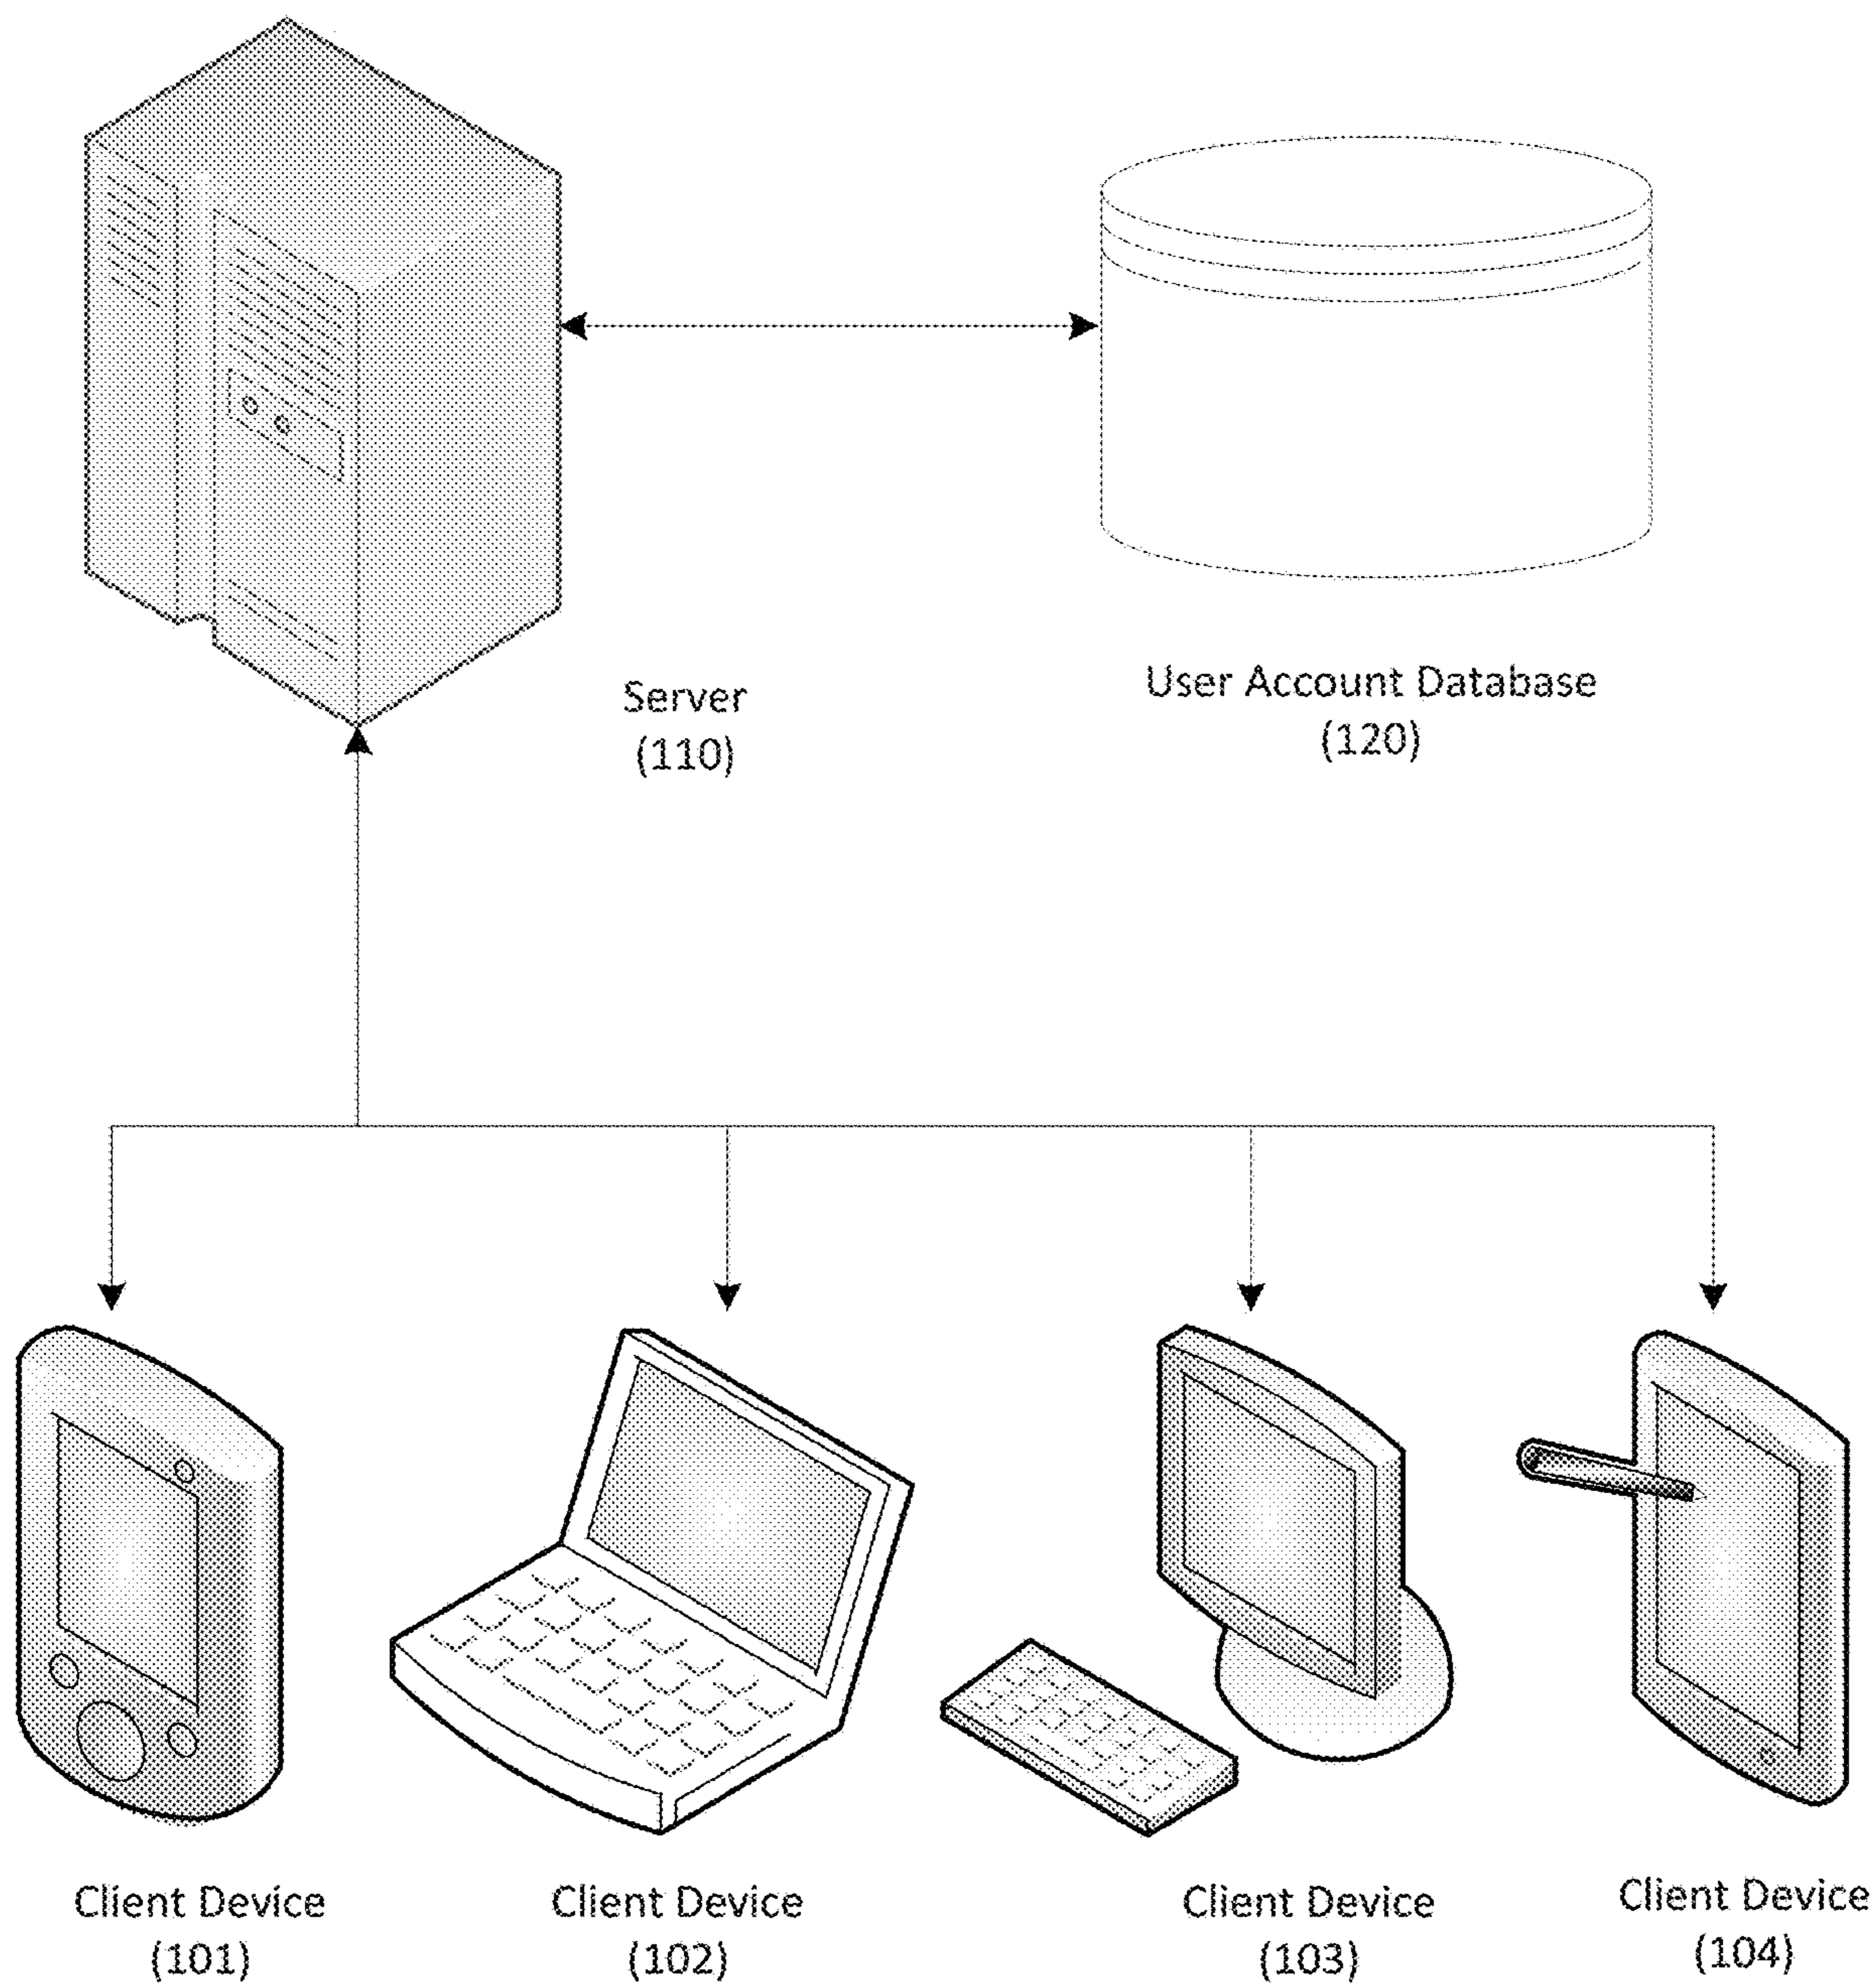 Server
(110)
User Account Database
(120)
Client Device
(101)
Client Device
(102)
Client Device
(103)
Client Device
(104)